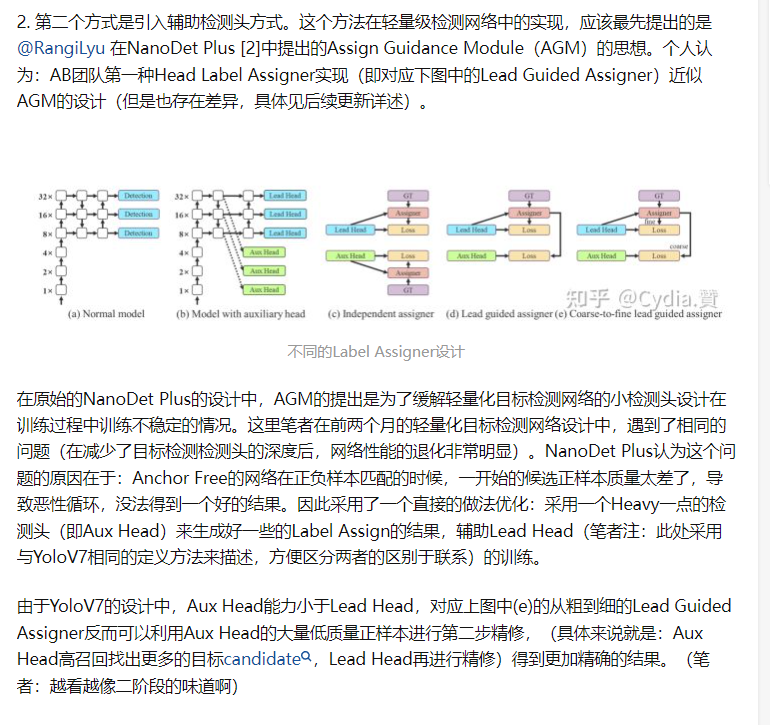 2. 第二个方式是引入辅助检测头方式。这个方法在轻量级检测网络中的实现，应该最先提出的是
@RangiLyu 在NanoDet Plus [2]中提出的Assign Guidance Module（AGM）的思想。个人认
为：AB团队第一种Head Label Assigner实现（即对应下图中的Lead Guided Assigner）近似
AGM的设计（但是也存在差异，具体见后续更新详述）。
32× Detection
16× Detection
8× Detection
4×
2×
1×
(a) Normal model
32× Lead Head
16× Lead Head
8× Lead Head
4× Aux Head
2× Aux Head
1× Aux Head
(b) Model with auxiliary head
GT
Assigner
Lead Head Loss
Aux Head Loss
Assigner
GT
(c) Independent assigner
GT
Assigner
Lead Head Loss
Aux Head Loss
(d) Lead guided assigner
GT
Assigner
fine
Lead Head Loss
coarse
Aux Head Loss
(e) Coarse-to-fine lead guided assigner
知乎 @Cydia.贊
不同的Label Assigner设计
在原始的NanoDet Plus的设计中，AGM的提出是为了缓解轻量化目标检测网络的小检测头设计在
训练过程中训练不稳定的情况。这里笔者在前两个月的轻量化目标检测网络设计中，遇到了相同的
问题（在减少了目标检测检测头的深度后，网络性能的退化非常明显）。NanoDet Plus认为这个问
题的原因在于：Anchor Free的网络在正负样本匹配的时候，一开始的候选正样本质量太差了，导
致恶性循环，没法得到一个好的结果。因此采用了一个直接的做法优化：采用一个Heavy一点的检
测头（即Aux Head）来生成好一些的Label Assign的结果，辅助Lead Head（笔者注：此处采用
与YoloV7相同的定义方法来描述，方便区分两者的区别于联系）的训练。
由于YoloV7的设计中，Aux Head能力小于Lead Head，对应上图中(e)的从粗到细的Lead Guided
Assigner反而可以利用Aux Head的大量低质量正样本进行第二步精修，（具体来说就是：Aux
Head高召回找出更多的目标candidate，Lead Head再进行精修）得到更加精确的结果。（笔
者：越看越像二阶段的味道啊）